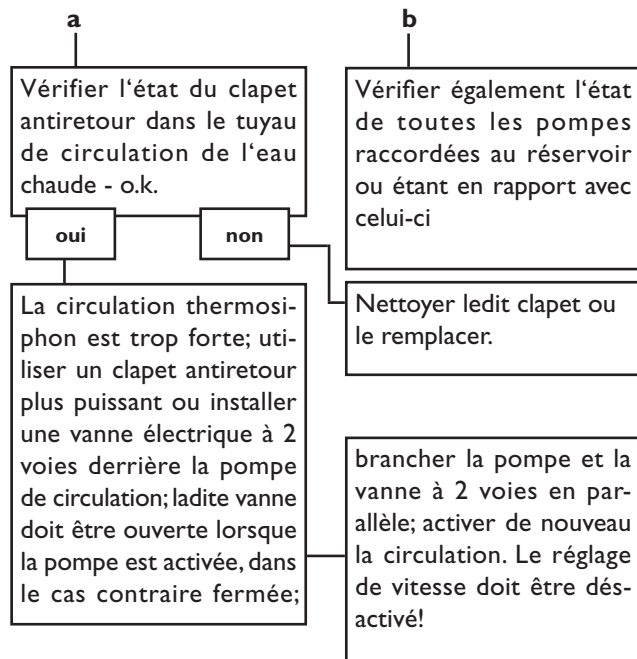 a
Vérifier l‘état du clapet
antiretour dans le tuyau
de circulation de l‘eau
chaude - o.k.
oui
non
La circulation thermosi-
phon est trop forte; uti-
liser un clapet antiretour
plus puissant ou installer
une vanne électrique à 2
voies derrière la pompe
de circulation; ladite vanne
doit être ouverte lorsque
la pompe est activée, dans
le cas contraire fermée;
b
Vérifier également l‘état
de toutes les pompes
raccordées au réservoir
ou étant en rapport avec
celui-ci
Nettoyer ledit clapet ou
le remplacer.
brancher la pompe et la
vanne à 2 voies en par-
allèle; activer de nouveau
la circulation. Le réglage
de vitesse doit être dés-
activé!